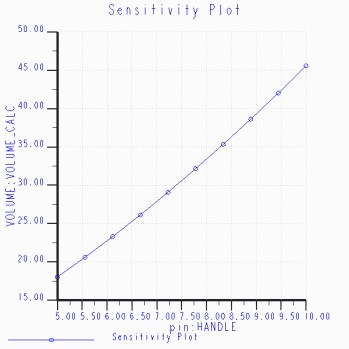 Sensitivity Plot
50.00
45.00
40.00
35.00
30.00
25.00
20.00
15.00
VOLUME:VOLUME_CALC
5.00 5.50 6.00 6.50 7.00 7.50 8.00 8.50 9.00 9.50 10.00
pin:HANDLE
Sensitivity Plot